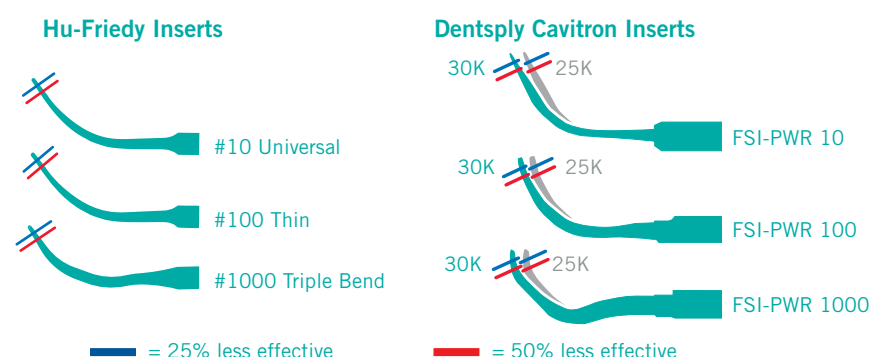 Hu-Friedy Inserts
#10 Universal
#100 Thin
#1000 Triple Bend
Dentsply Cavitron Inserts
30K 25K
FSI-PWR 10
30K 25K
FSI-PWR 100
30K 25K
FSI-PWR 1000
= 25% less effective
= 50% less effective